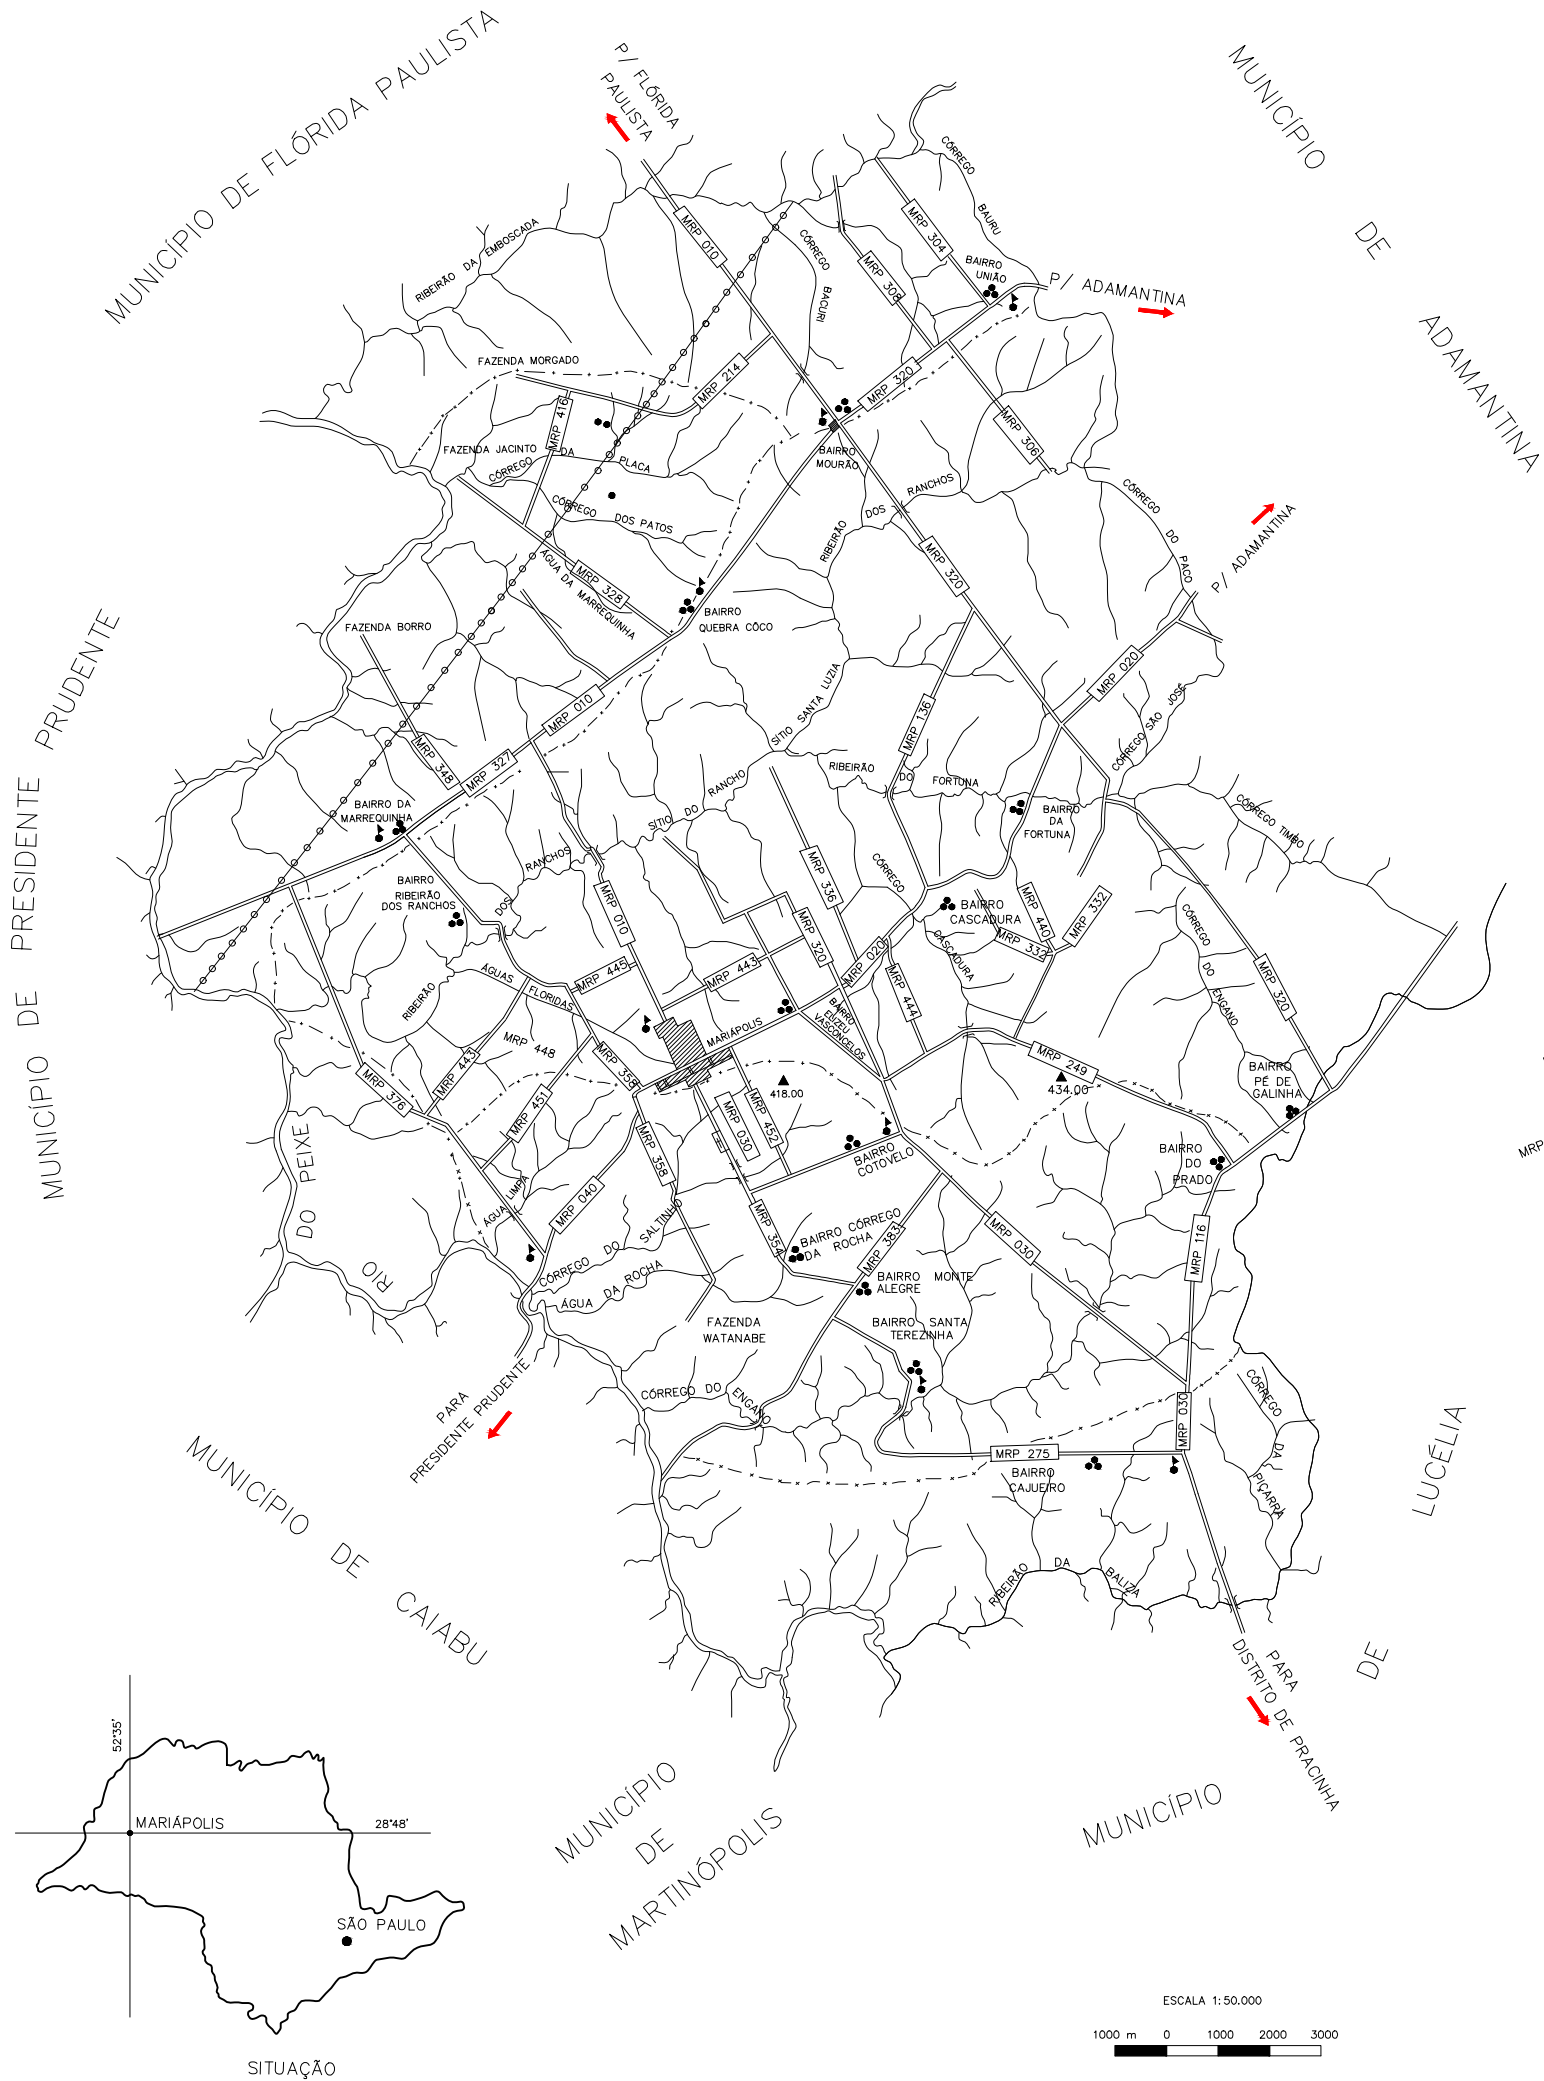 MUNICÍPIO DE FLÓRIDA PAULISTA
P/ FLÓRIDA
PAULISTA
MUNICÍPIO
DE
ADAMANTINA
CÓRREGO
BAURU
MRP 010
MRP 304
RIBEIRÃO DA EMBOSCADA
CÓRREGO BACURI
MRP 308
BAIRRO
UNIÃO
P/ ADAMANTINA
FAZENDA MORGADO
MRP 214
MRP 320
MRP 416
MRP 306
FAZENDA JACINTO
CÓRREGO DA PLACA
BAIRRO
MOURÃO
RIBEIRÃO DOS RANCHOS
CÓRREGO DO PACO
CÓRREGO DOS PATOS
P/ ADAMANTINA
ÁGUA DA MARREQUINHA
MRP 328
MRP 320
BAIRRO
QUEBRA CÔCO
FAZENDA BORRO
MRP 020
MRP 010
SÍTIO SANTA LUZIA
MRP 136
CÓRREGO SÃO JOSÉ
MUNICÍPIO DE PRESIDENTE PRUDENTE
MRP 348
MRP 327
RIBEIRÃO DO FORTUNA
BAIRRO DA
MARREQUINHA
SÍTIO DO RANCHO
BAIRRO
DA
FORTUNA
CÓRREGO TIMBO
BAIRRO
RIBEIRÃO
DOS RANCHOS
DOS RANCHOS
MRP 010
MRP 336
CÓRREGO
CASCADURA
BAIRRO
CASCADURA
MRP 440
MRP 332
MRP 332
CÓRREGO DO ENGANO
MRP 320
MRP 320
MRP 020
MRP 445
MRP 443
ÁGUAS FLORIDAS
RIBEIRÃO
MRP 444
MARIÁPOLIS
BAIRRO
ELIZEU
VASCONCELOS
MRP 448
MRP 443
MRP 358
MRP 376
MRP 451
MRP 249
434.00
418.00
BAIRRO
PÉ DE
GALINHA
MRP 452
MRP 030
MRP 358
BAIRRO
COTOVELO
BAIRRO
DO
PRADO
MRP
RIO DO PEIXE
ÁGUA LIMPA
MRP 040
CÓRREGO DO SALTINHO
MRP 354
BAIRRO CÓRREGO
DA ROCHA
MRP 383
MRP 030
MRP 116
ÁGUA DA ROCHA
BAIRRO MONTE
ALEGRE
FAZENDA
WATANABE
BAIRRO SANTA
TEREZINHA
PARA
PRESIDENTE PRUDENTE
CÓRREGO DO ENGANO
MRP 030
CÓRREGO DA PIÇARRA
MRP 275
BAIRRO
CAJUEIRO
MUNICÍPIO DE CAIABU
RIBEIRÃO DA BALIZA
PARA
DISTRITO DE PRACINHA
MUNICÍPIO
DE
LUCÉLIA
MUNICÍPIO
DE
MARTINÓPOLIS
52°35'
MARIÁPOLIS
28°48'
SÃO PAULO
SITUAÇÃO
ESCALA 1:50.000
1000 m 0 1000 2000 3000